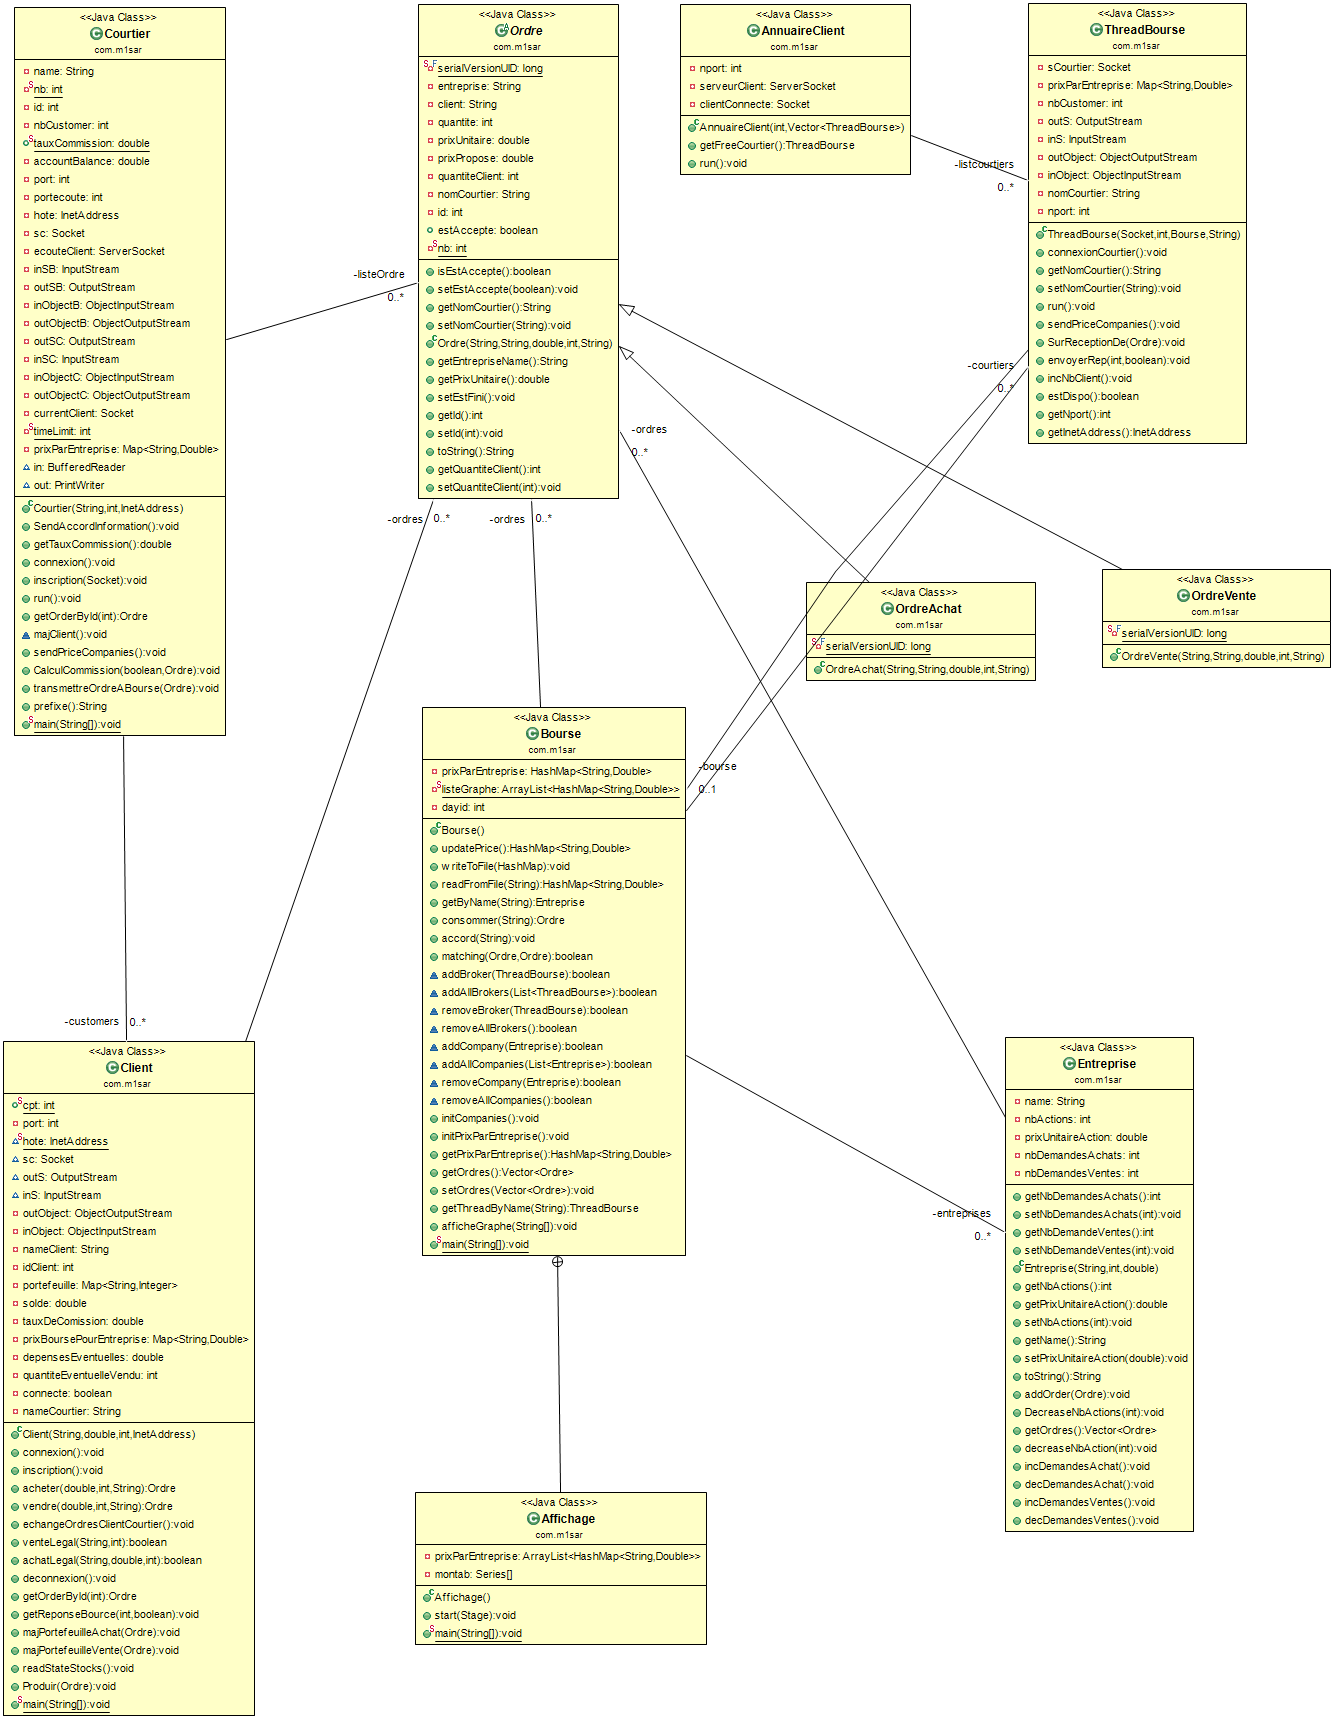 <<Java Class>>
Courtier
com.m1sar
name: String
nb: int
id: int
nbCustomer: int
tauxCommission: double
accountBalance: double
port: int
portecoute: int
hote: InetAddress
sc: Socket
ecouteClient: ServerSocket
inSB: InputStream
outSB: OutputStream
inObjectB: ObjectInputStream
outObjectB: ObjectOutputStream
outSC: OutputStream
inSC: InputStream
inObjectC: ObjectInputStream
outObjectC: ObjectOutputStream
currentClient: Socket
timeLimit: int
prixParEntreprise: Map<String,Double>
in: BufferedReader
out: PrintWriter
Courtier(String,int,InetAddress)
SendAccordInformation():void
getTauxCommission():double
connexion():void
inscription(Socket):void
run():void
getOrderById(int):Ordre
majClient():void
sendPriceCompanies():void
CalculCommission(boolean,Ordre):void
transmettreOrdreABourse(Ordre):void
prefixe():String
main(String[]):void
<<Java Class>>
Ordre
com.m1sar
serialVersionUID: long
entreprise: String
client: String
quantite: int
prixUnitaire: double
prixPropose: double
quantiteClient: int
nomCourtier: String
id: int
estAccepte: boolean
nb: int
isEstAccepte():boolean
setEstAccepte(boolean):void
getNomCourtier():String
setNomCourtier(String):void
Ordre(String,String,double,int,String)
getEntrepriseName():String
getPrixUnitaire():double
setEstFini():void
getId():int
setId(int):void
toString():String
getQuantiteClient():int
setQuantiteClient(int):void
<<Java Class>>
AnnuaireClient
com.m1sar
nport: int
serveurClient: ServerSocket
clientConnecte: Socket
AnnuaireClient(int,Vector<ThreadBourse>)
getFreeCourtier():ThreadBourse
run():void
<<Java Class>>
ThreadBourse
com.m1sar
sCourtier: Socket
prixParEntreprise: Map<String,Double>
nbCustomer: int
outS: OutputStream
inS: InputStream
outObject: ObjectOutputStream
inObject: ObjectInputStream
nomCourtier: String
nport: int
ThreadBourse(Socket,int,Bourse,String)
connexionCourtier():void
getNomCourtier():String
setNomCourtier(String):void
run():void
sendPriceCompanies():void
SurReceptionDe(Ordre):void
envoyerRep(int,boolean):void
incNbClient():void
estDispo():boolean
getNport():int
getInetAddress():InetAddress
-listcourtiers
0..*
-listeOrdre
0..*
-courtiers
0..*
-ordres
0..*
-ordres
0..*
-ordres
0..*
<<Java Class>>
OrdreAchat
com.m1sar
serialVersionUID: long
OrdreAchat(String,String,double,int,String)
<<Java Class>>
OrdreVente
com.m1sar
serialVersionUID: long
OrdreVente(String,String,double,int,String)
<<Java Class>>
Bourse
com.m1sar
prixParEntreprise: HashMap<String,Double>
listeGraphe: ArrayList<HashMap<String,Double>>
dayid: int
Bourse()
updatePrice():HashMap<String,Double>
writeToFile(HashMap):void
readFromFile(String):HashMap<String,Double>
getByName(String):Entreprise
consommer(String):Ordre
accord(String):void
matching(Ordre,Ordre):boolean
addBroker(ThreadBourse):boolean
addAllBrokers(List<ThreadBourse>):boolean
removeBroker(ThreadBourse):boolean
removeAllBrokers():boolean
addCompany(Entreprise):boolean
addAllCompanies(List<Entreprise>):boolean
removeCompany(Entreprise):boolean
removeAllCompanies():boolean
initCompanies():void
initPrixParEntreprise():void
getPrixParEntreprise():HashMap<String,Double>
getOrdres():Vector<Ordre>
setOrdres(Vector<Ordre>):void
getThreadByName(String):ThreadBourse
afficheGraphe(String[]):void
main(String[]):void
-bourse
0..1
-customers
0..*
-entreprises
0..*
<<Java Class>>
Client
com.m1sar
cpt: int
port: int
hote: InetAddress
sc: Socket
outS: OutputStream
inS: InputStream
outObject: ObjectOutputStream
inObject: ObjectInputStream
nameClient: String
idClient: int
portefeuille: Map<String,Integer>
solde: double
tauxDeComission: double
prixBoursePourEntreprise: Map<String,Double>
depensesEventuelles: double
quantiteEventuelleVendu: int
connecte: boolean
nameCourtier: String
Client(String,double,int,InetAddress)
connexion():void
inscription():void
acheter(double,int,String):Ordre
vendre(double,int,String):Ordre
echangeOrdresClientCourtier():void
venteLegal(String,int):boolean
achatLegal(String,double,int):boolean
deconnexion():void
getOrderById(int):Ordre
getReponseBource(int,boolean):void
majPortefeuilleAchat(Ordre):void
majPortefeuilleVente(Ordre):void
readStateStocks():void
Produir(Ordre):void
main(String[]):void
<<Java Class>>
Entreprise
com.m1sar
name: String
nbActions: int
prixUnitaireAction: double
nbDemandesAchats: int
nbDemandesVentes: int
getNbDemandesAchats():int
setNbDemandesAchats(int):void
getNbDemandeVentes():int
setNbDemandeVentes(int):void
Entreprise(String,int,double)
getNbActions():int
getPrixUnitaireAction():double
setNbActions(int):void
getName():String
setPrixUnitaireAction(double):void
toString():String
addOrder(Ordre):void
DecreaseNbActions(int):void
getOrdres():Vector<Ordre>
decreaseNbAction(int):void
incDemandesAchat():void
decDemandesAchat():void
incDemandesVentes():void
decDemandesVentes():void
<<Java Class>>
Affichage
com.m1sar
prixParEntreprise: ArrayList<HashMap<String,Double>>
montab: Series[]
Affichage()
start(Stage):void
main(String[]):void